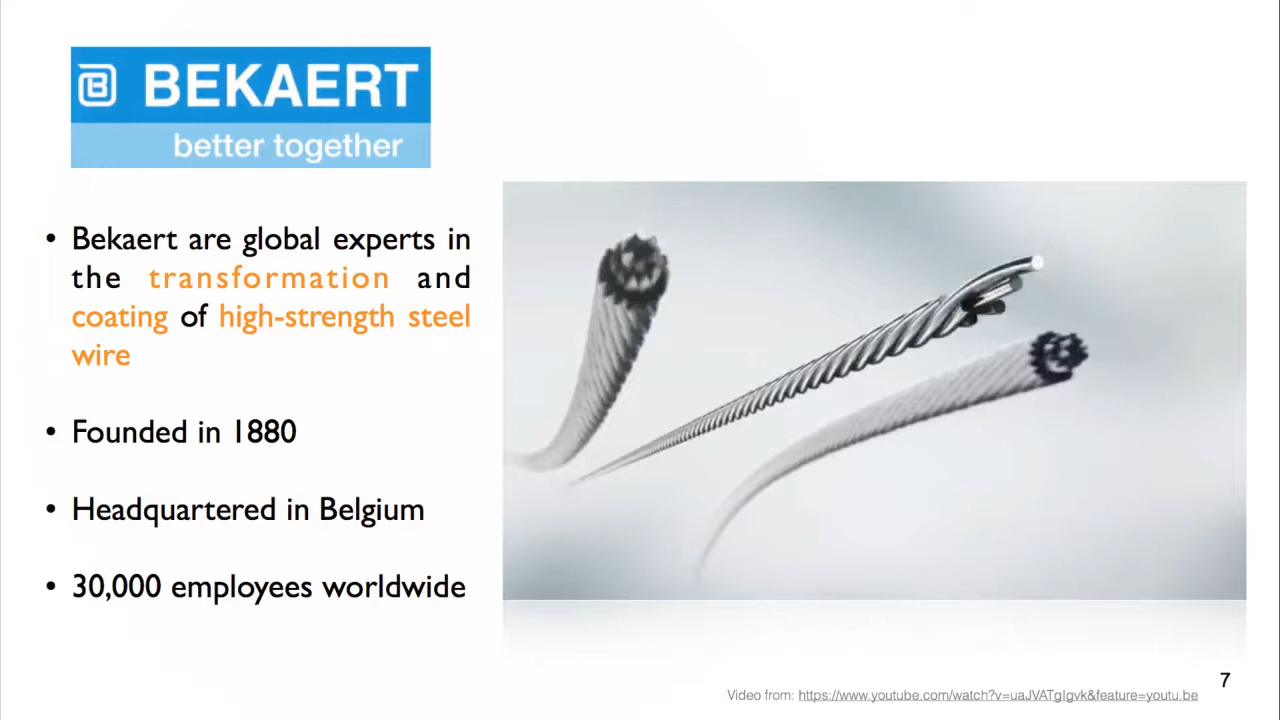 BEKAERT
better together
• Bekaert are global experts in
the transformation and
coating of high-strength steel
wire
• Founded in 1880
• Headquartered in Belgium
• 30,000 employees worldwide
7
Video from: https://www.youtube.com/watch?v=uaJVATgIgvk&feature=youtu.be